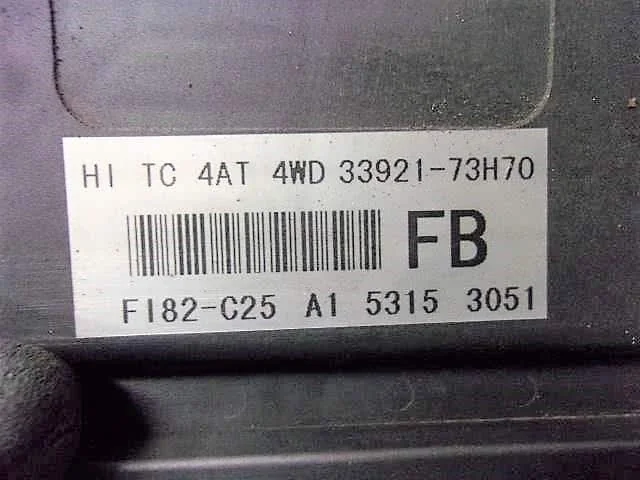 HI TC 4AT 4WD 33921-73H70
FB
FI82-C25 A1 5315 3051